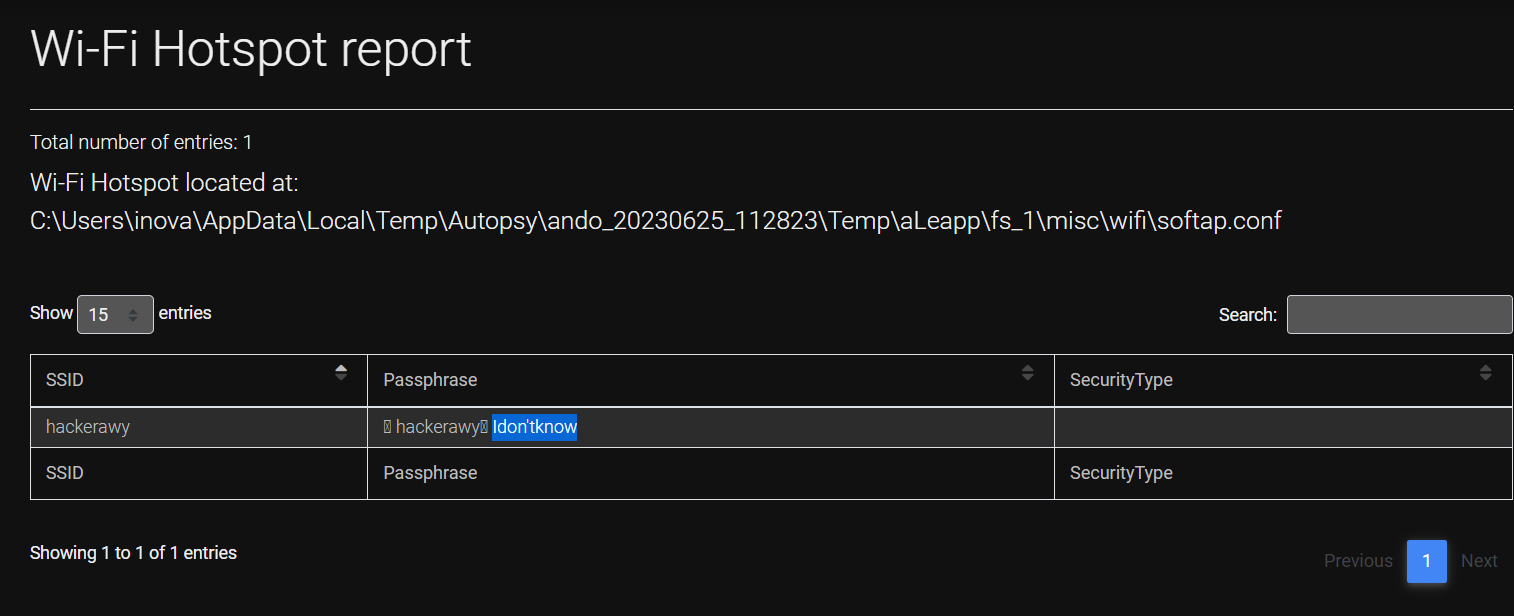 Wi-Fi Hotspot report
Total number of entries: 1
Wi-Fi Hotspot located at:
C:\Users\inova\AppData\Local\Temp\Autopsy\ando_20230625_112823\Temp\aLeapp\fs_1\misc\wifi\softap.conf
Show 15 entries Search:
SSID Passphrase SecurityType
hackerawy hackerawy Idon'tknow
SSID Passphrase SecurityType
Showing 1 to 1 of 1 entries
Previous 1 Next